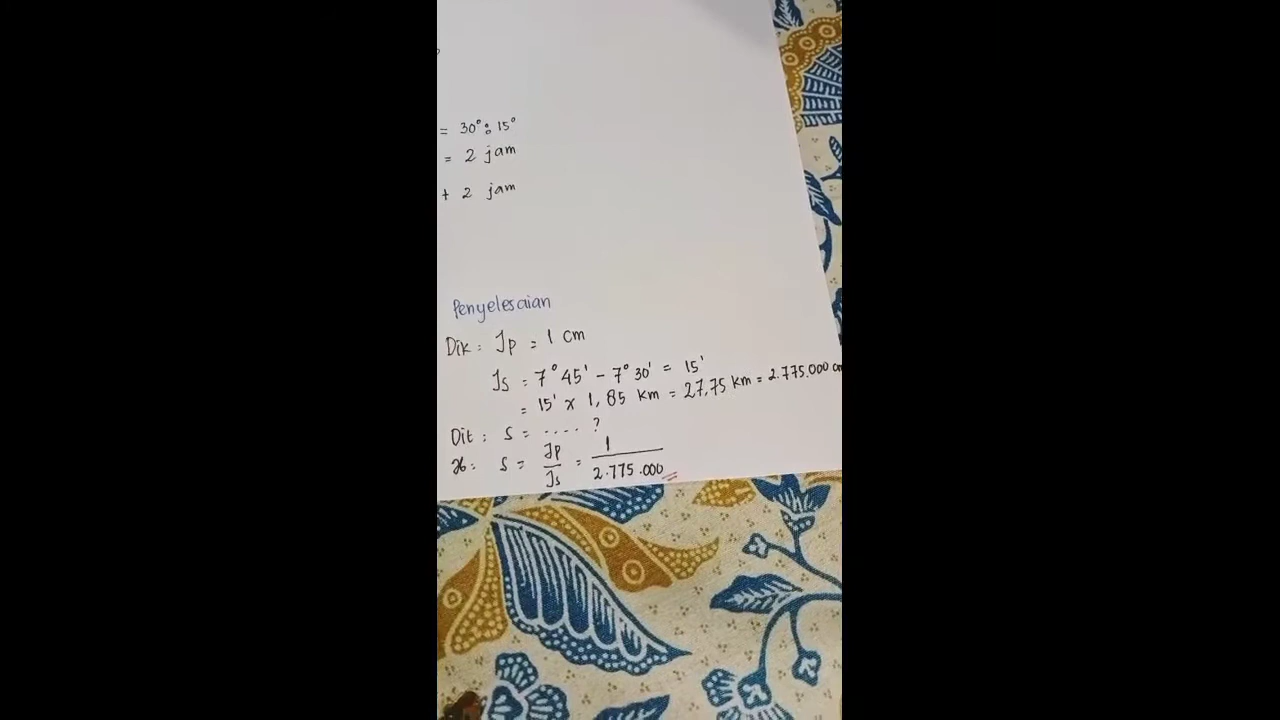 = 30° : 15°
= 2 jam
+ 2 jam
Penyelesaian
Dik : Jp = 1 cm
Js = 7° 45' - 7° 30' = 15'
= 15' x 1,85 km = 27,75 km = 2.775.000 cm
Dit : S = .... ?
S = Jp/Js = 1/2.775.000